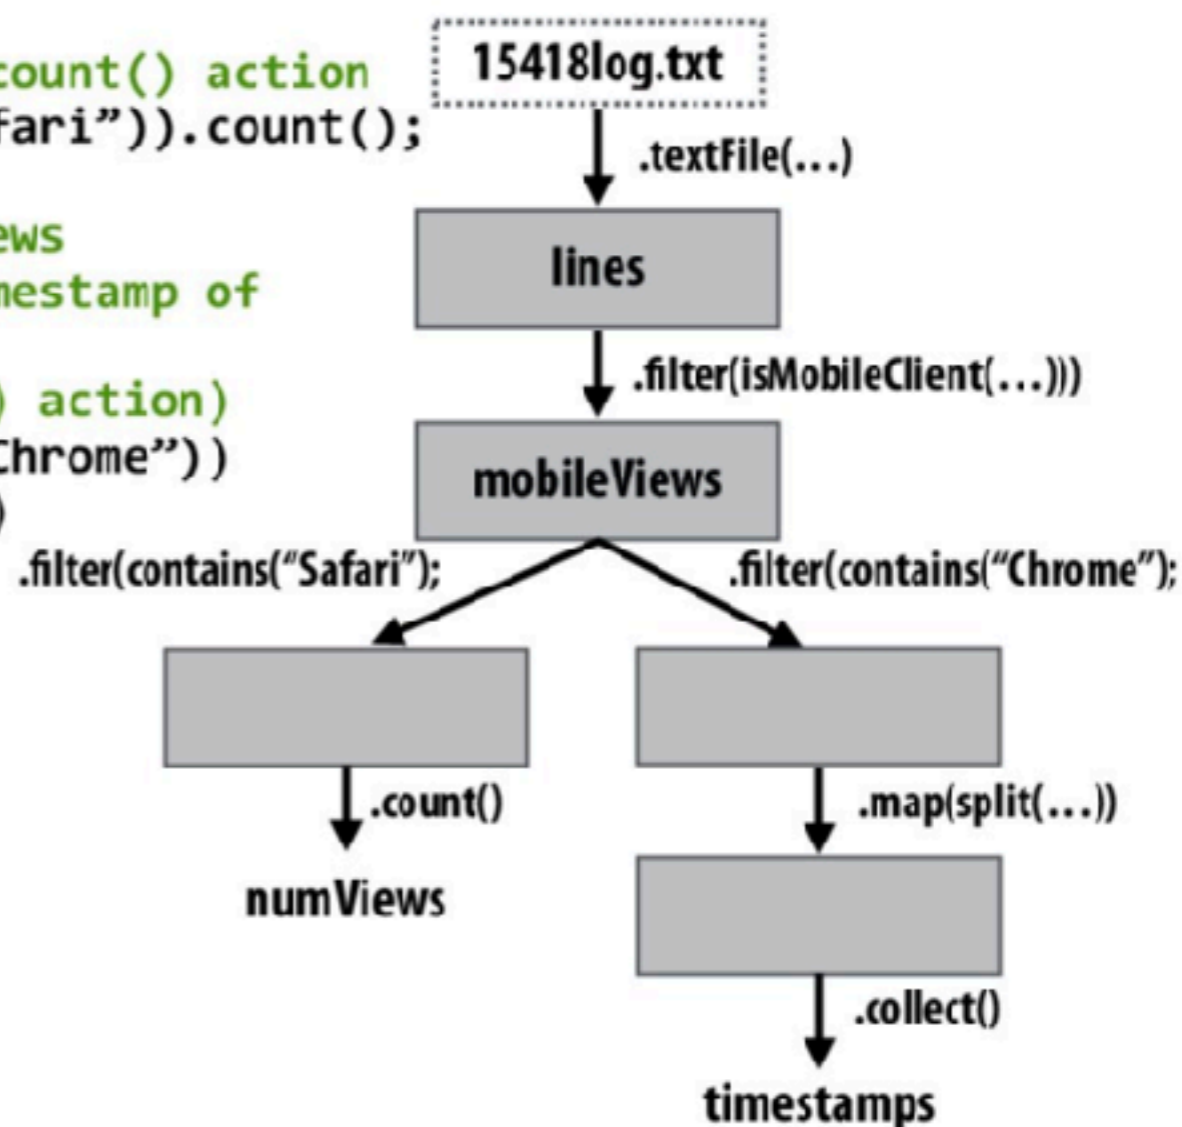 count() action
fari”)).count();
ews
mestamp of
) action)
Chrome”))
)
15418log.txt
.textFile(...)
lines
.filter(isMobileClient(...)))
mobileViews
.filter(contains(“Safari”);
.filter(contains(“Chrome”);
.count()
numViews
.map(split(...))
.collect()
timestamps